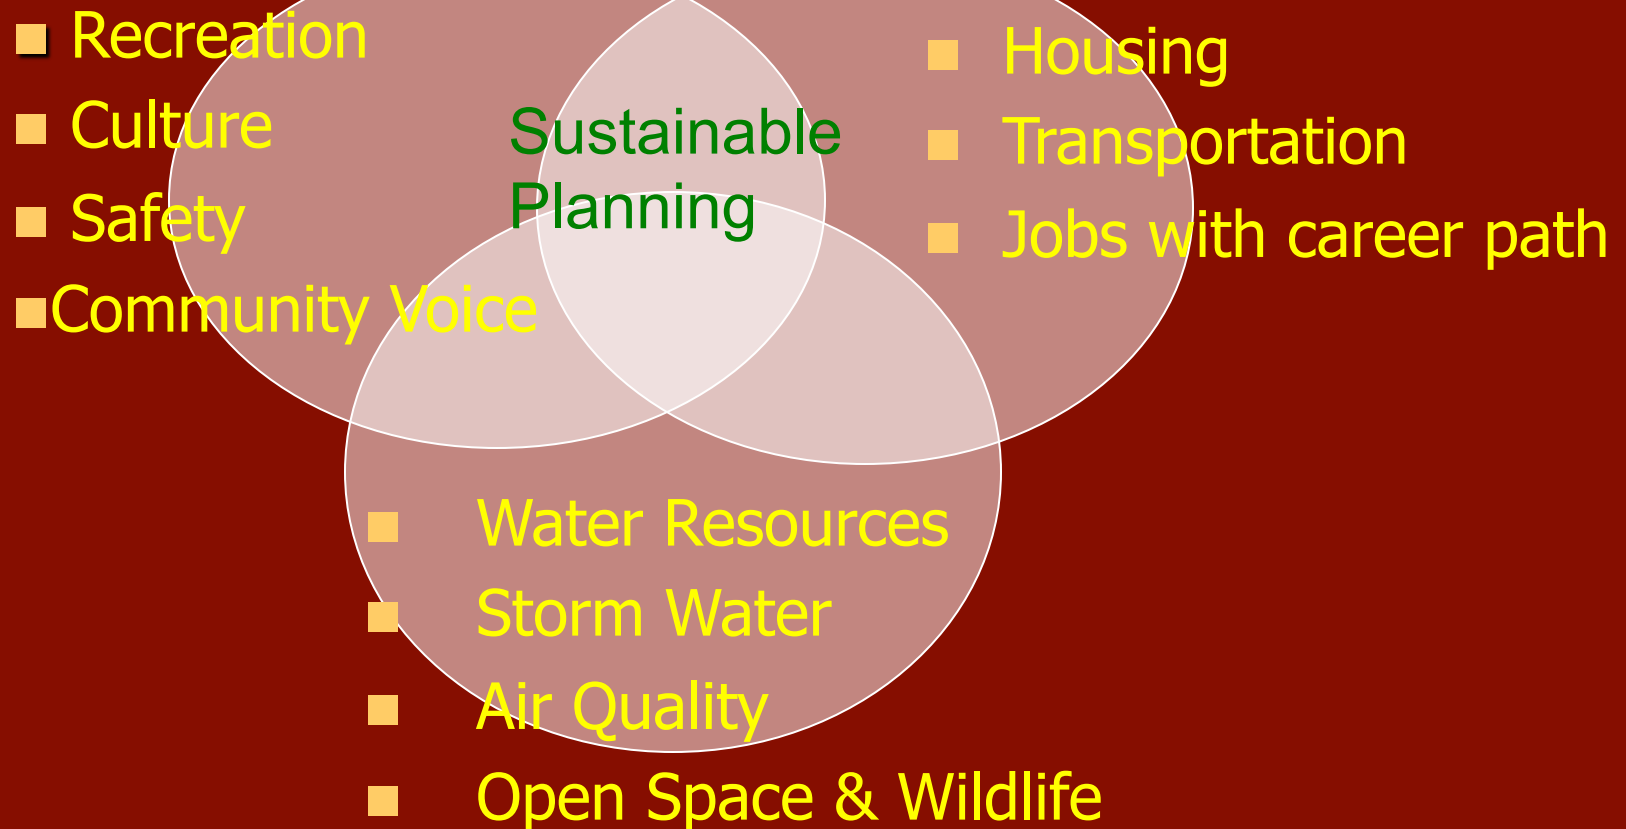 Recreation
Culture
Safety
Community Voice
Sustainable
Planning
Housing
Transportation
Jobs with career path
Water Resources
Storm Water
Air Quality
Open Space & Wildlife